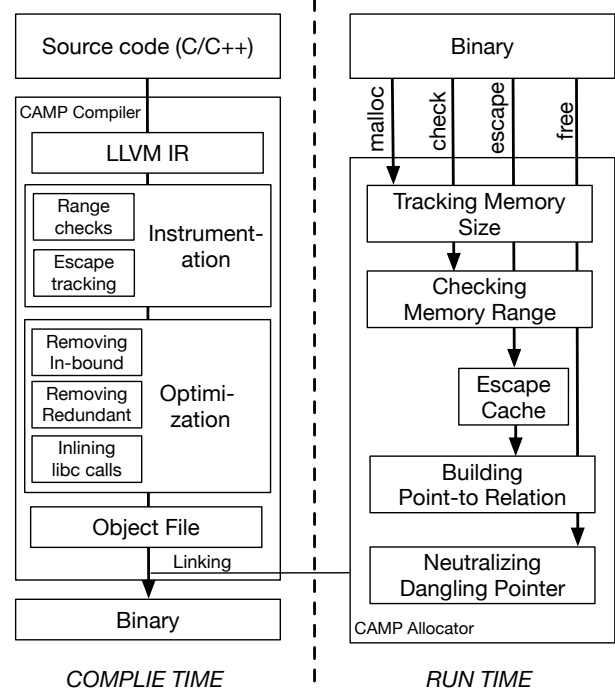 Source code (C/C++)
CAMP Compiler
LLVM IR
Range
checks
Escape
tracking
Instrument-
ation
Removing
In-bound
Removing
Redundant
Inlining
libc calls
Optimi-
zation
Object File
Linking
Binary
COMPLIE TIME
Binary
malloc
check
escape
free
Tracking Memory
Size
Checking
Memory Range
Escape
Cache
Building
Point-to Relation
Neutralizing
Dangling Pointer
CAMP Allocator
RUN TIME